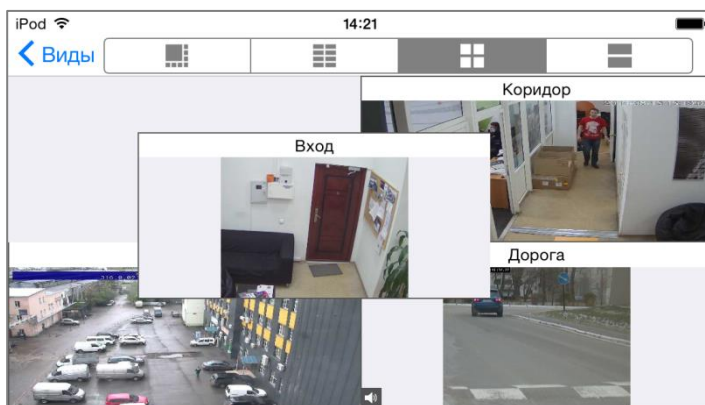 iPod 14:21
Виды
Коридор
Вход
Дорога